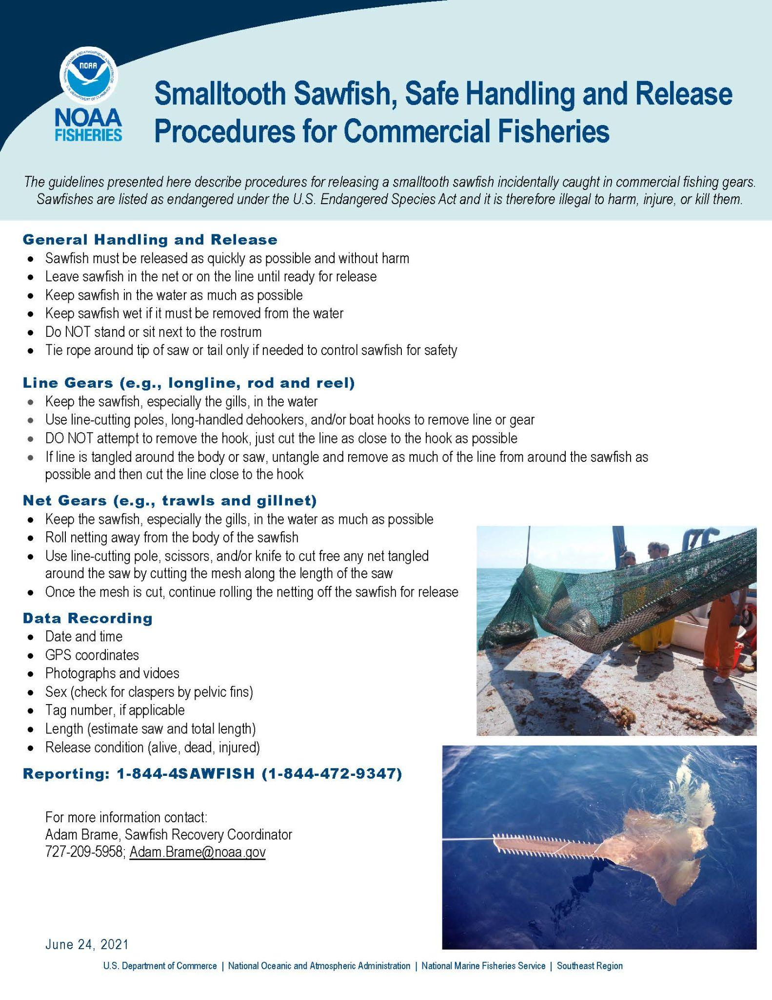 NATIONAL OCEANIC AND ATMOSPHERIC ADMINISTRATION
U.S. DEPARTMENT OF COMMERCE
NOAA
NOAA
FISHERIES
Smalltooth Sawfish, Safe Handling and Release
Procedures for Commercial Fisheries
The guidelines presented here describe procedures for releasing a smalltooth sawfish incidentally caught in commercial fishing gears.
Sawfishes are listed as endangered under the U.S. Endangered Species Act and it is therefore illegal to harm, injure, or kill them.
General Handling and Release
• Sawfish must be released as quickly as possible and without harm
• Leave sawfish in the net or on the line until ready for release
• Keep sawfish in the water as much as possible
• Keep sawfish wet if it must be removed from the water
• Do NOT stand or sit next to the rostrum
• Tie rope around tip of saw or tail only if needed to control sawfish for safety
Line Gears (e.g., longline, rod and reel)
• Keep the sawfish, especially the gills, in the water
• Use line-cutting poles, long-handled dehookers, and/or boat hooks to remove line or gear
• DO NOT attempt to remove the hook, just cut the line as close to the hook as possible
• If line is tangled around the body or saw, untangle and remove as much of the line from around the sawfish as
possible and then cut the line close to the hook
Net Gears (e.g., trawls and gillnet)
• Keep the sawfish, especially the gills, in the water as much as possible
• Roll netting away from the body of the sawfish
• Use line-cutting pole, scissors, and/or knife to cut free any net tangled
around the saw by cutting the mesh along the length of the saw
• Once the mesh is cut, continue rolling the netting off the sawfish for release
Data Recording
• Date and time
• GPS coordinates
• Photographs and vidoes
• Sex (check for claspers by pelvic fins)
• Tag number, if applicable
• Length (estimate saw and total length)
• Release condition (alive, dead, injured)
Reporting: 1-844-4SAWFISH (1-844-472-9347)
For more information contact:
Adam Brame, Sawfish Recovery Coordinator
727-209-5958; Adam.Brame@noaa.gov
June 24, 2021
U.S. Department of Commerce | National Oceanic and Atmospheric Administration | National Marine Fisheries Service | Southeast Region